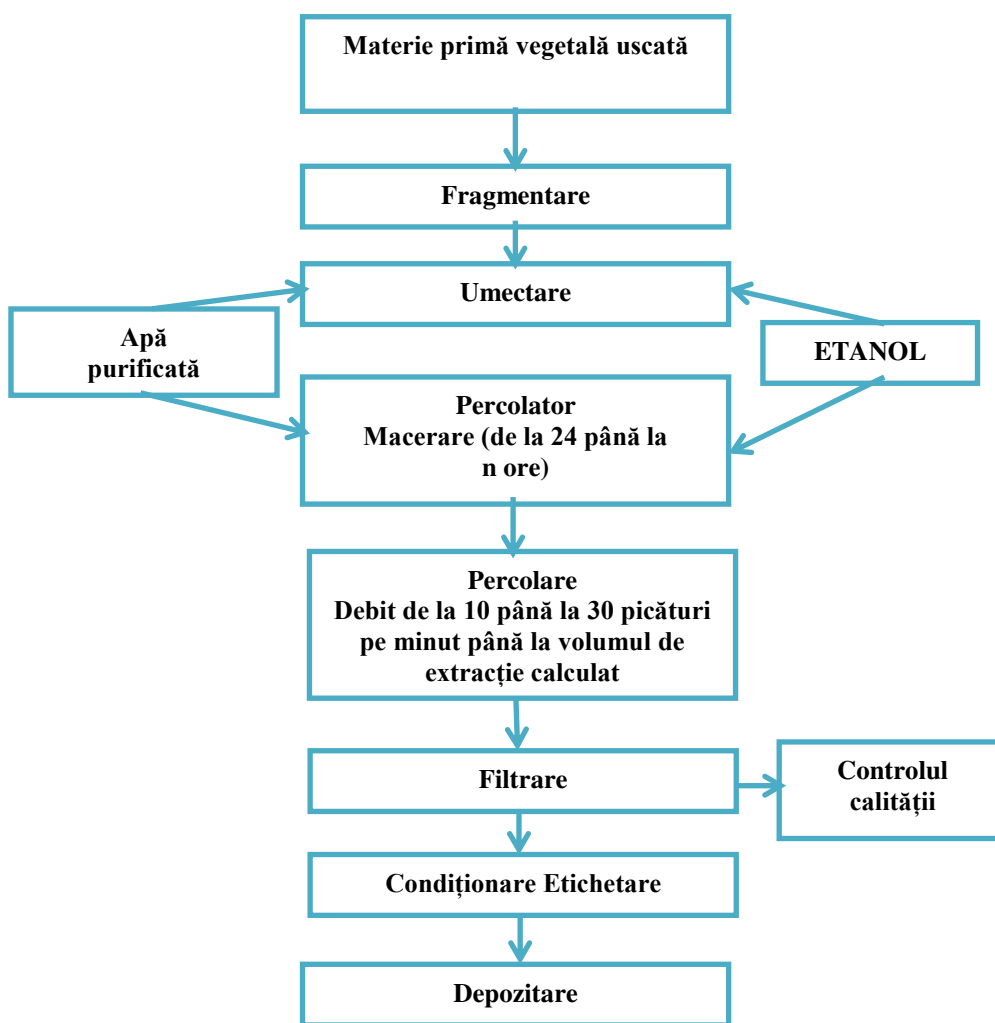 Materie primă vegetală uscată
Fragmentare
Umectare
Apă
purificată
ETANOL
Percolator
Macerare (de la 24 până la
n ore)
Percolare
Debit de la 10 până la 30 picături
pe minut până la volumul de
extracție calculat
Filtrare
Controlul
calității
Condiționare Etichetare
Depozitare